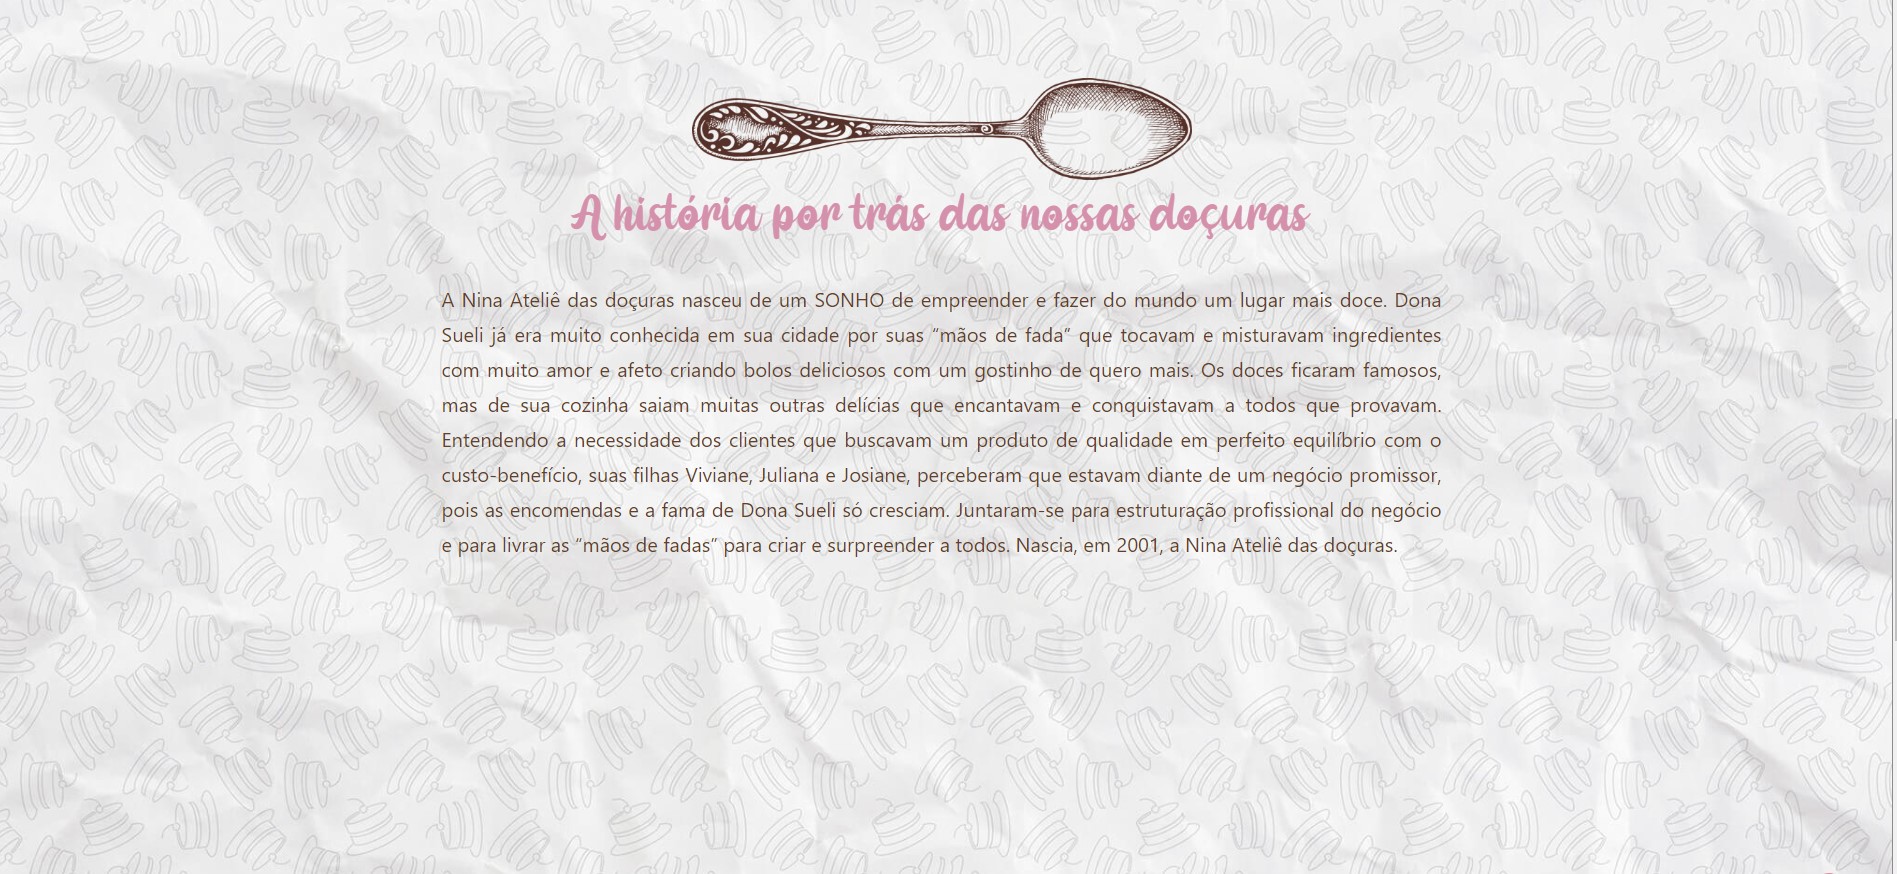 A história por trás das nossas doçuras
A Nina Ateliê das doçuras nasceu de um SONHO de empreender e fazer do mundo um lugar mais doce. Dona
Sueli já era muito conhecida em sua cidade por suas “mãos de fada” que tocavam e misturavam ingredientes
com muito amor e afeto criando bolos deliciosos com um gostinho de quero mais. Os doces ficaram famosos,
mas de sua cozinha saiam muitas outras delícias que encantavam e conquistavam a todos que provavam.
Entendendo a necessidade dos clientes que buscavam um produto de qualidade em perfeito equilíbrio com o
custo-benefício, suas filhas Viviane, Juliana e Josiane, perceberam que estavam diante de um negócio promissor,
pois as encomendas e a fama de Dona Sueli só cresciam. Juntaram-se para estruturação profissional do negócio
e para livrar as “mãos de fadas” para criar e surpreender a todos. Nascia, em 2001, a Nina Ateliê das doçuras.